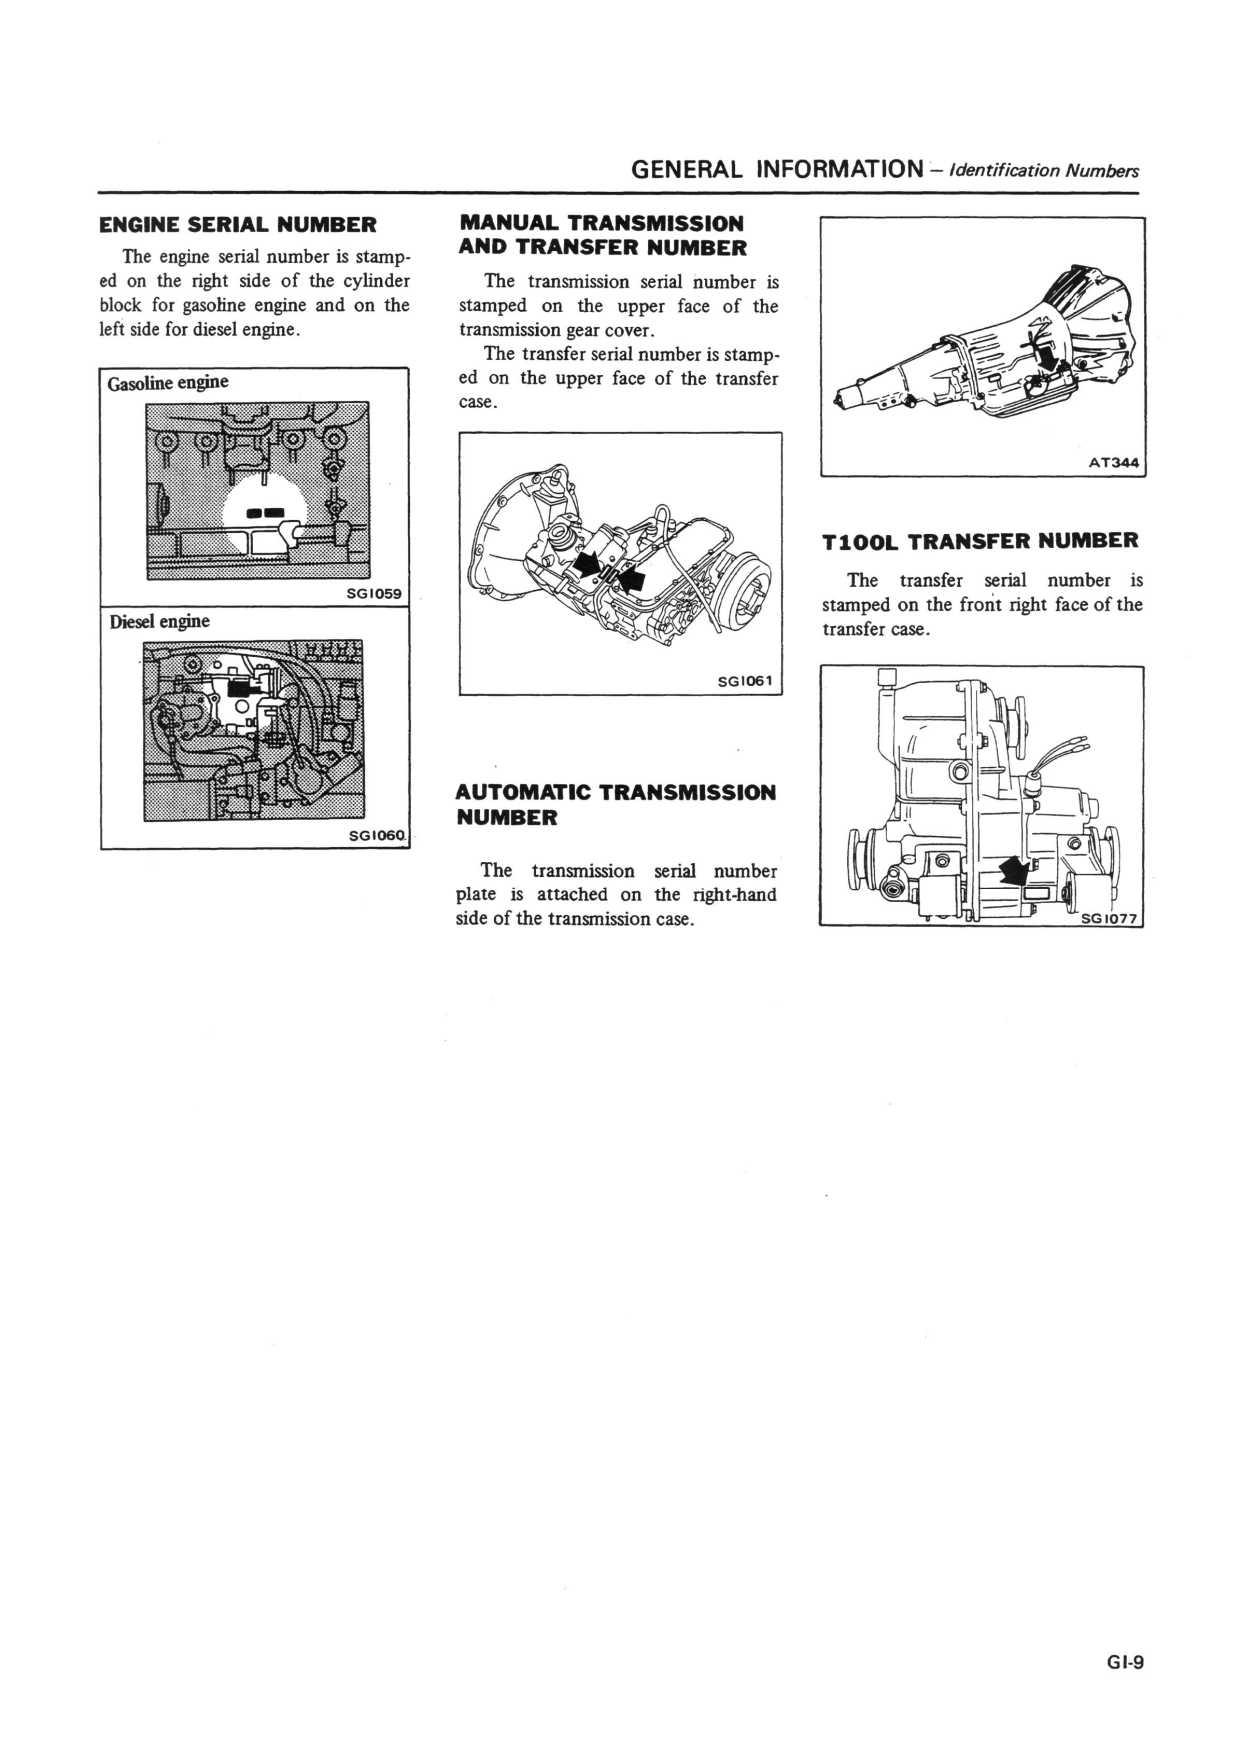 GENERAL INFORMATION – Identification Numbers
ENGINE SERIAL NUMBER
The engine serial number is stamp-
ed on the right side of the cylinder
block for gasoline engine and on the
left side for diesel engine.
Gasoline engine
SGI059
Diesel engine
SGI060
MANUAL TRANSMISSION
AND TRANSFER NUMBER
The transmission serial number is
stamped on the upper face of the
transmission gear cover.
The transfer serial number is stamp-
ed on the upper face of the transfer
case.
SGI061
AUTOMATIC TRANSMISSION
NUMBER
The transmission serial number
plate is attached on the right-hand
side of the transmission case.
AT344
T100L TRANSFER NUMBER
The transfer serial number is
stamped on the front right face of the
transfer case.
SGI077
GI-9